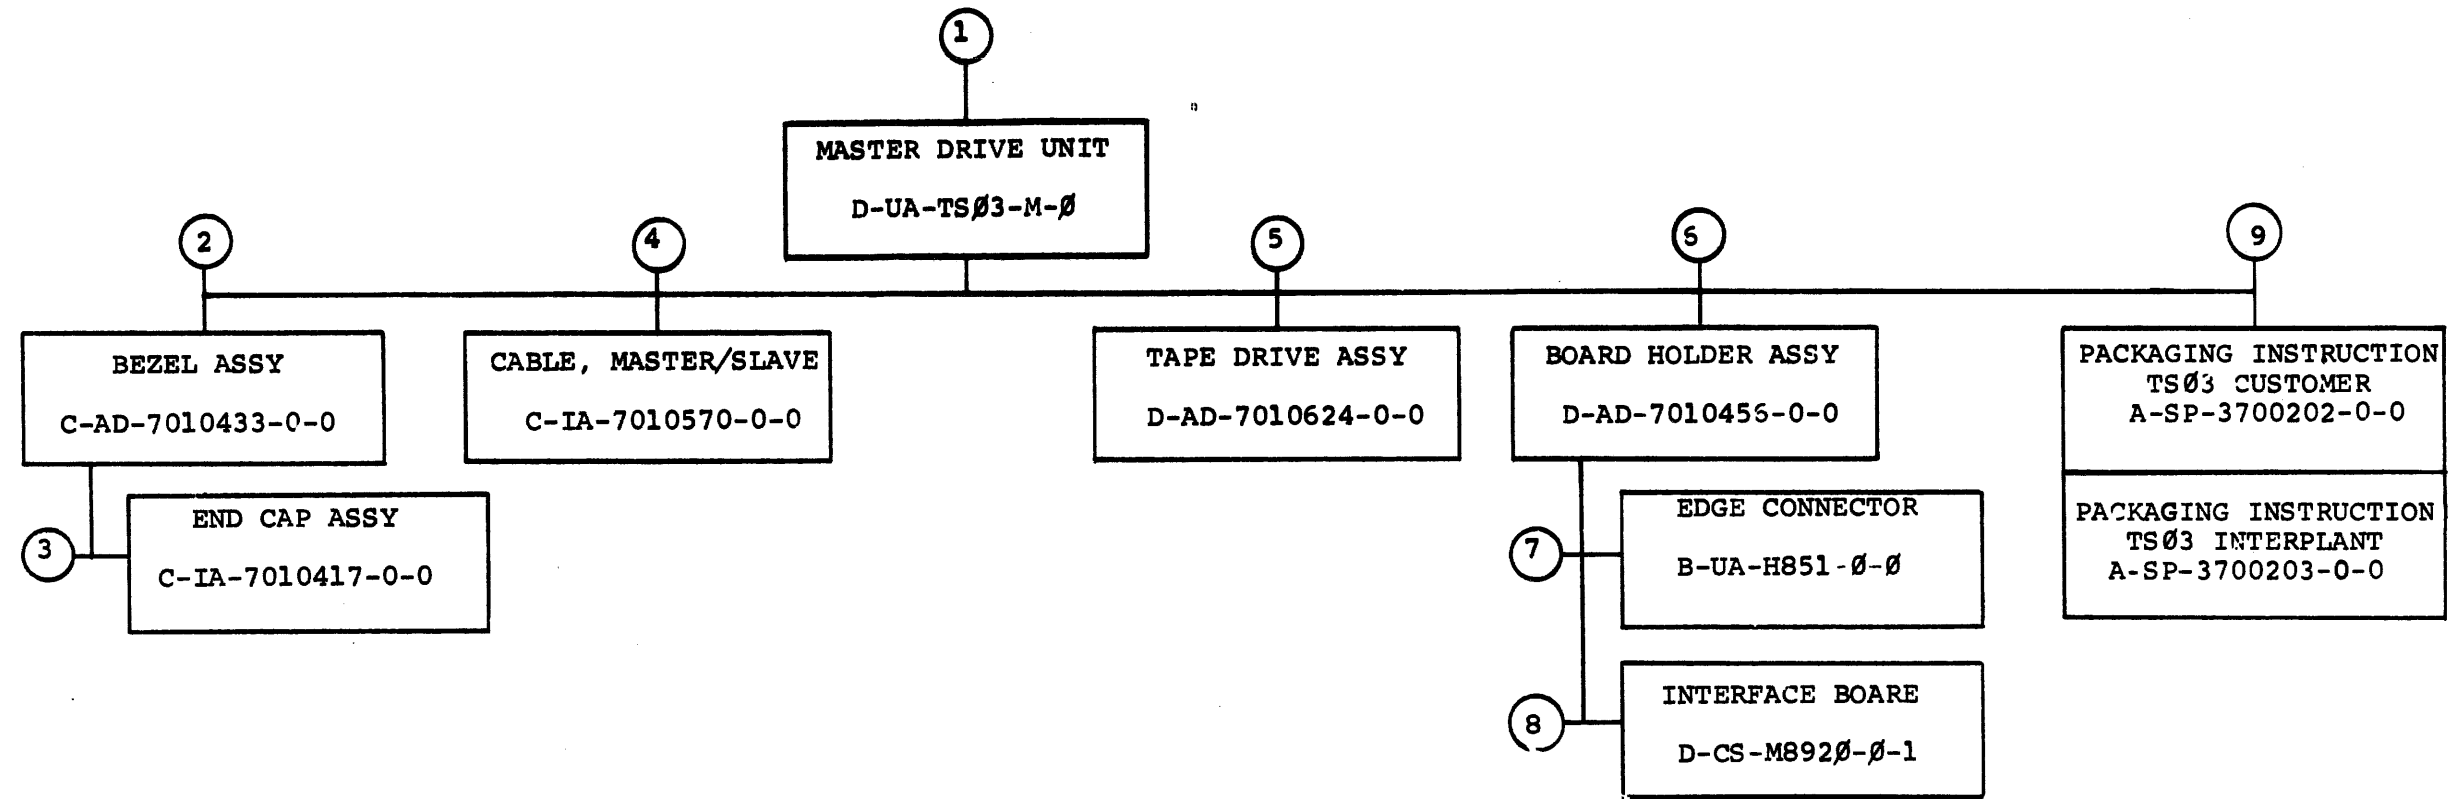 1
MASTER DRIVE UNIT
D-UA-TSØ3-M-Ø
2
4
5
6
9
BEZEL ASSY
C-AD-7010433-0-0
CABLE, MASTER/SLAVE
C-IA-7010570-0-0
TAPE DRIVE ASSY
D-AD-7010624-0-0
BOARD HOLDER ASSY
D-AD-7010456-0-0
PACKAGING INSTRUCTION
TSØ3 CUSTOMER
A-SP-3700202-0-0
3
END CAP ASSY
C-IA-7010417-0-0
7
EDGE CONNECTOR
B-UA-H851-Ø-Ø
PACKAGING INSTRUCTION
TSØ3 INTERPLANT
A-SP-3700203-0-0
8
INTERFACE BOARE
D-CS-M892Ø-Ø-1